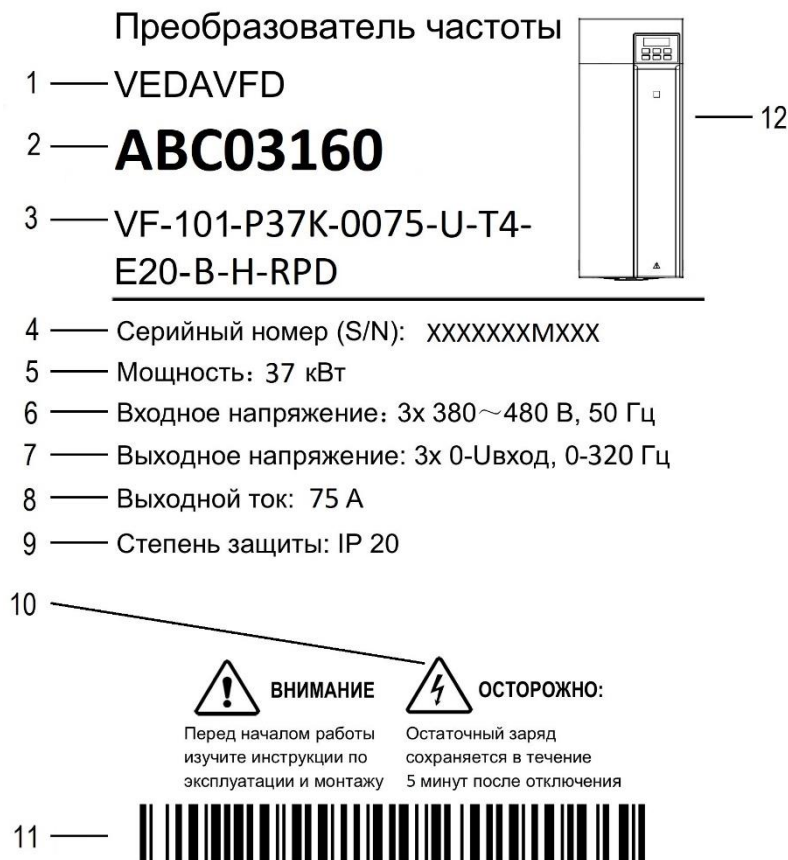 Преобразователь частоты
1 VEDAVFD
2 ABC03160
3 VF-101-P37K-0075-U-T4-
E20-B-H-RPD
12
4 Серийный номер (S/N): XXXXXXXMXXX
5 Мощность: 37 кВт
6 Входное напряжение: 3x 380～480 В, 50 Гц
7 Выходное напряжение: 3x 0-Uвход, 0-320 Гц
8 Выходной ток: 75 А
9 Степень защиты: IP 20
10
ВНИМАНИЕ
Перед началом работы
изучите инструкции по
эксплуатации и монтажу
ОСТОРОЖНО:
Остаточный заряд
сохраняется в течение
5 минут после отключения
11